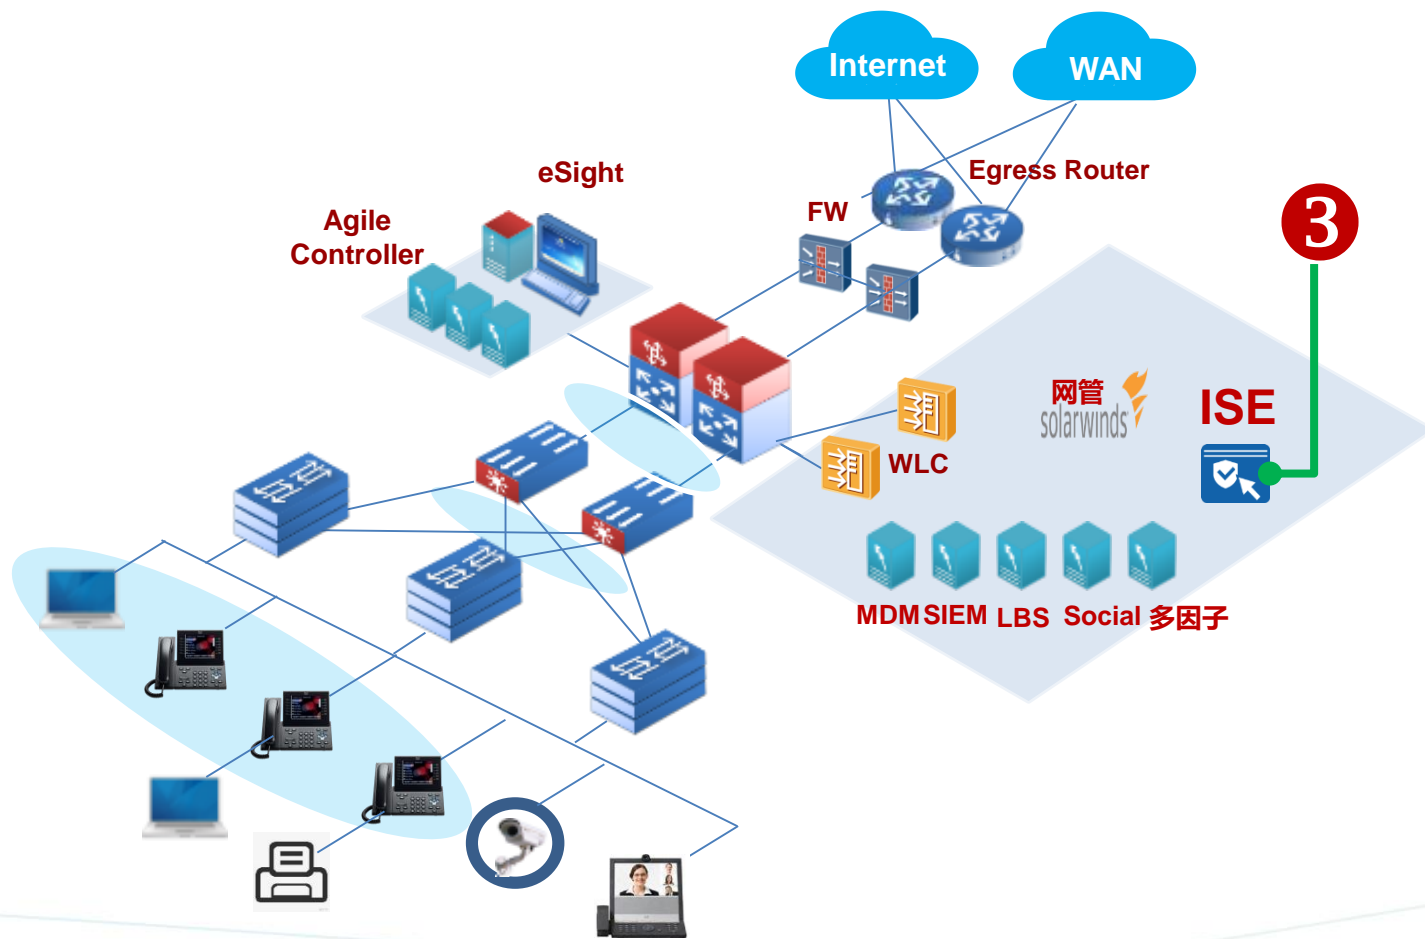 Internet
WAN
Egress Router
eSight
FW
Agile
Controller
3
网管
solarwinds
ISE
WLC
MDM
SIEM
LBS
Social
多因子